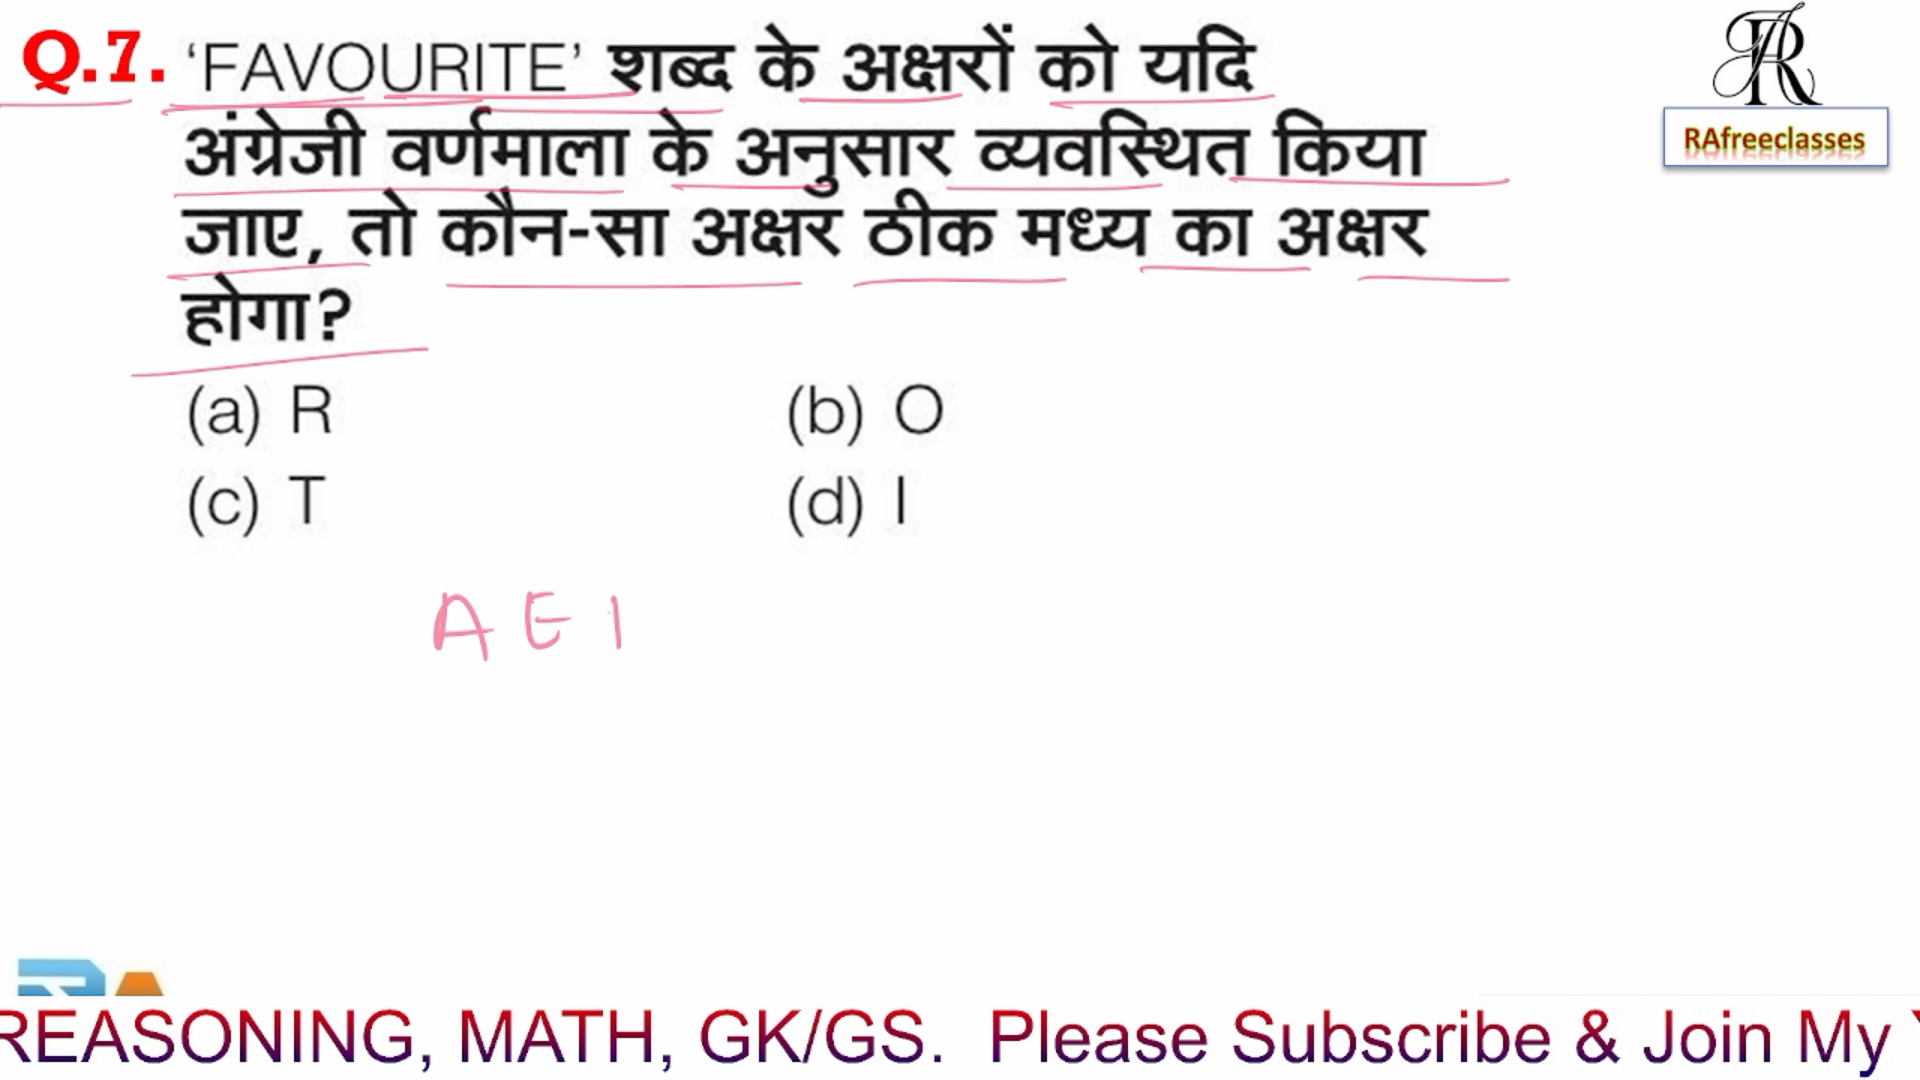 Q.7. 'FAVOURITE' शब्द के अक्षरों को यदि
अंग्रेजी वर्णमाला के अनुसार व्यवस्थित किया
जाए, तो कौन-सा अक्षर ठीक मध्य का अक्षर
होगा?
(a) R (b) O
(c) T (d) I
A E I
RAfreeclasses
REASONING, MATH, GK/GS. Please Subscribe & Join My